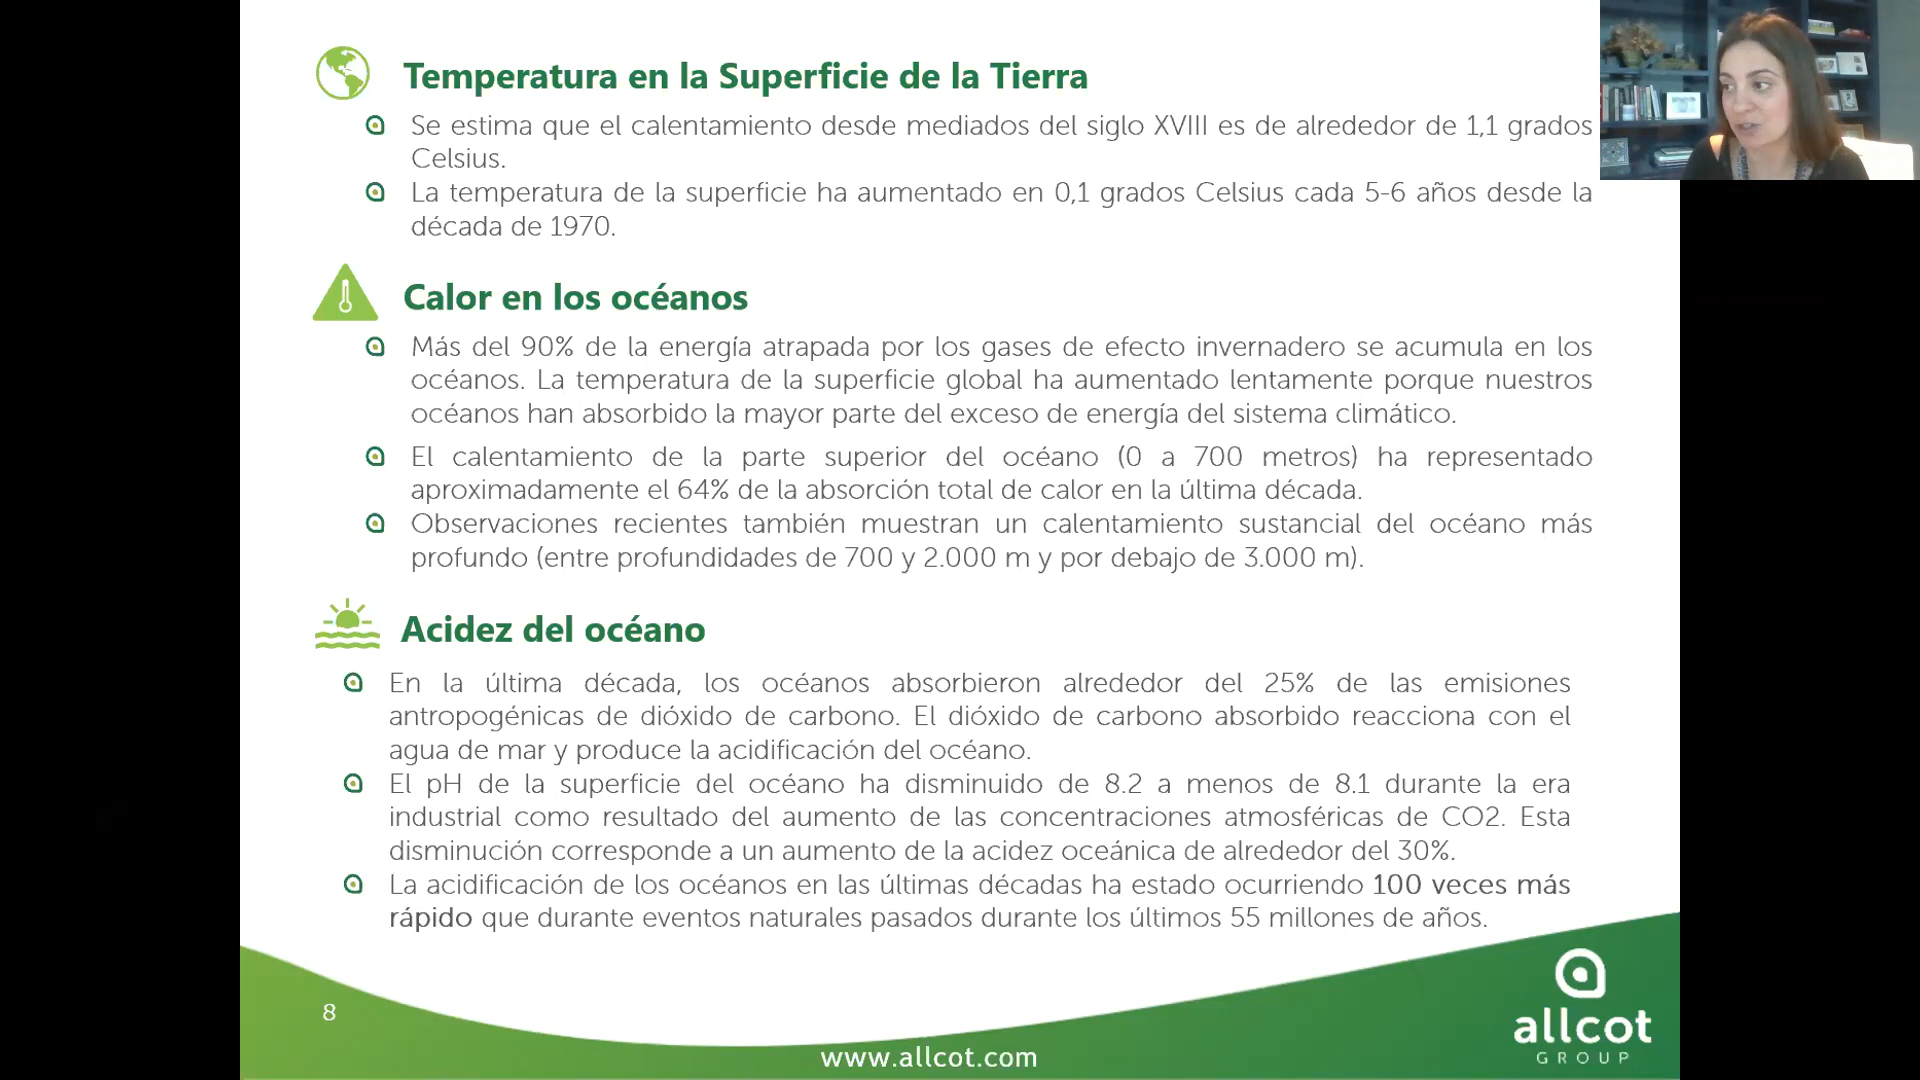 Temperatura en la Superficie de la Tierra
Se estima que el calentamiento desde mediados del siglo XVIII es de alrededor de 1,1 grados
Celsius.
La temperatura de la superficie ha aumentado en 0,1 grados Celsius cada 5-6 años desde la
década de 1970.
Calor en los océanos
Más del 90% de la energía atrapada por los gases de efecto invernadero se acumula en los
océanos. La temperatura de la superficie global ha aumentado lentamente porque nuestros
océanos han absorbido la mayor parte del exceso de energía del sistema climático.
El calentamiento de la parte superior del océano (0 a 700 metros) ha representado
aproximadamente el 64% de la absorción total de calor en la última década.
Observaciones recientes también muestran un calentamiento sustancial del océano más
profundo (entre profundidades de 700 y 2.000 m y por debajo de 3.000 m).
Acidez del océano
En la última década, los océanos absorbieron alrededor del 25% de las emisiones
antropogénicas de dióxido de carbono. El dióxido de carbono absorbido reacciona con el
agua de mar y produce la acidificación del océano.
El pH de la superficie del océano ha disminuido de 8.2 a menos de 8.1 durante la era
industrial como resultado del aumento de las concentraciones atmosféricas de CO2. Esta
disminución corresponde a un aumento de la acidez oceánica de alrededor del 30%.
La acidificación de los océanos en las últimas décadas ha estado ocurriendo 100 veces más
rápido que durante eventos naturales pasados durante los últimos 55 millones de años.
8
allcot
GROUP
www.allcot.com